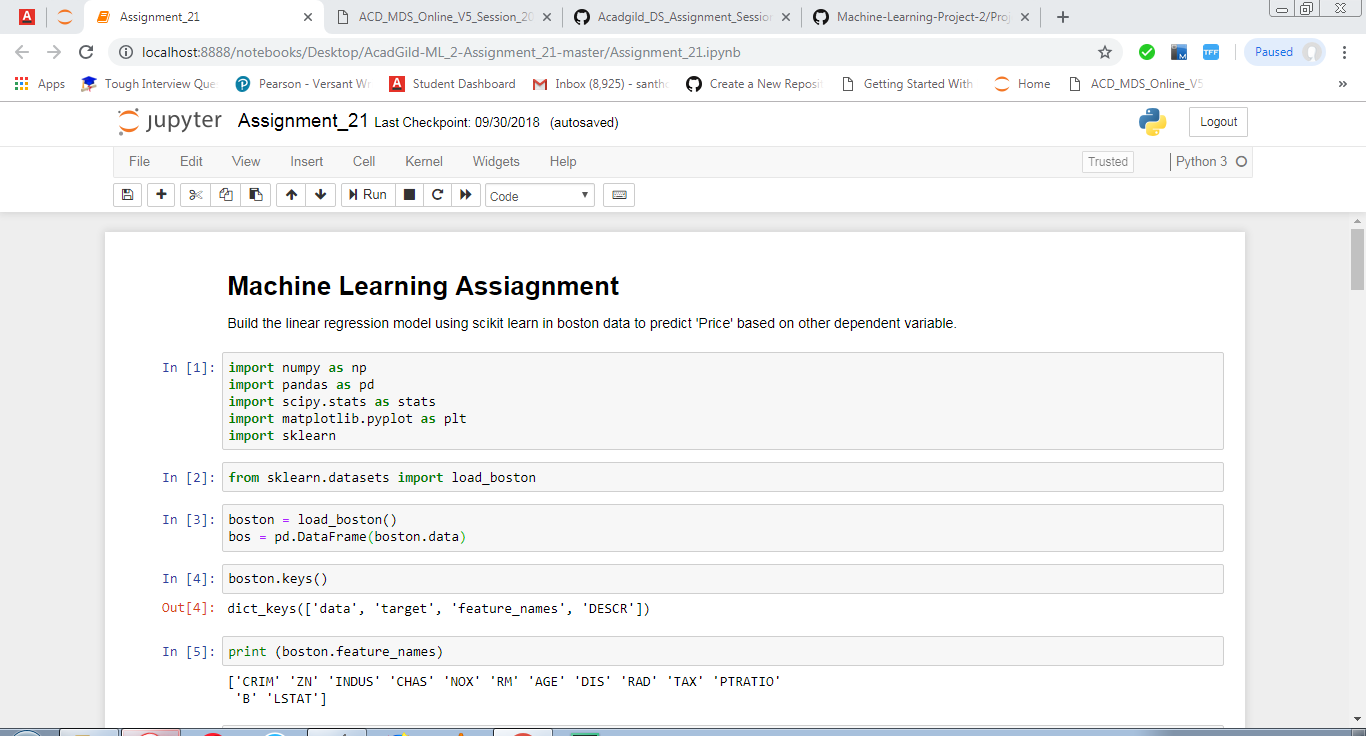 Assignment_21
ACD_MDS_Online_V5_Session_20
Acadgild_DS_Assignment_Session
Machine-Learning-Project-2/Proj
localhost:8888/notebooks/Desktop/AcadGild-ML_2-Assignment_21-master/Assignment_21.ipynb
TFF
Paused
Apps
Tough Interview Que
Pearson - Versant Wr
A Student Dashboard
Inbox (8,925) - santho
Create a New Reposit
Getting Started With
Home
ACD_MDS_Online_V5
jupyter Assignment_21 Last Checkpoint: 09/30/2018 (autosaved)
Logout
File Edit View Insert Cell Kernel Widgets Help
Trusted
Python 3
Run
Code
Machine Learning Assiagnment
Build the linear regression model using scikit learn in boston data to predict 'Price' based on other dependent variable.
In [1]: import numpy as np
import pandas as pd
import scipy.stats as stats
import matplotlib.pyplot as plt
import sklearn
In [2]: from sklearn.datasets import load_boston
In [3]: boston = load_boston()
bos = pd.DataFrame(boston.data)
In [4]: boston.keys()
Out[4]: dict_keys(['data', 'target', 'feature_names', 'DESCR'])
In [5]: print (boston.feature_names)
['CRIM' 'ZN' 'INDUS' 'CHAS' 'NOX' 'RM' 'AGE' 'DIS' 'RAD' 'TAX' 'PTRATIO'
'B' 'LSTAT']